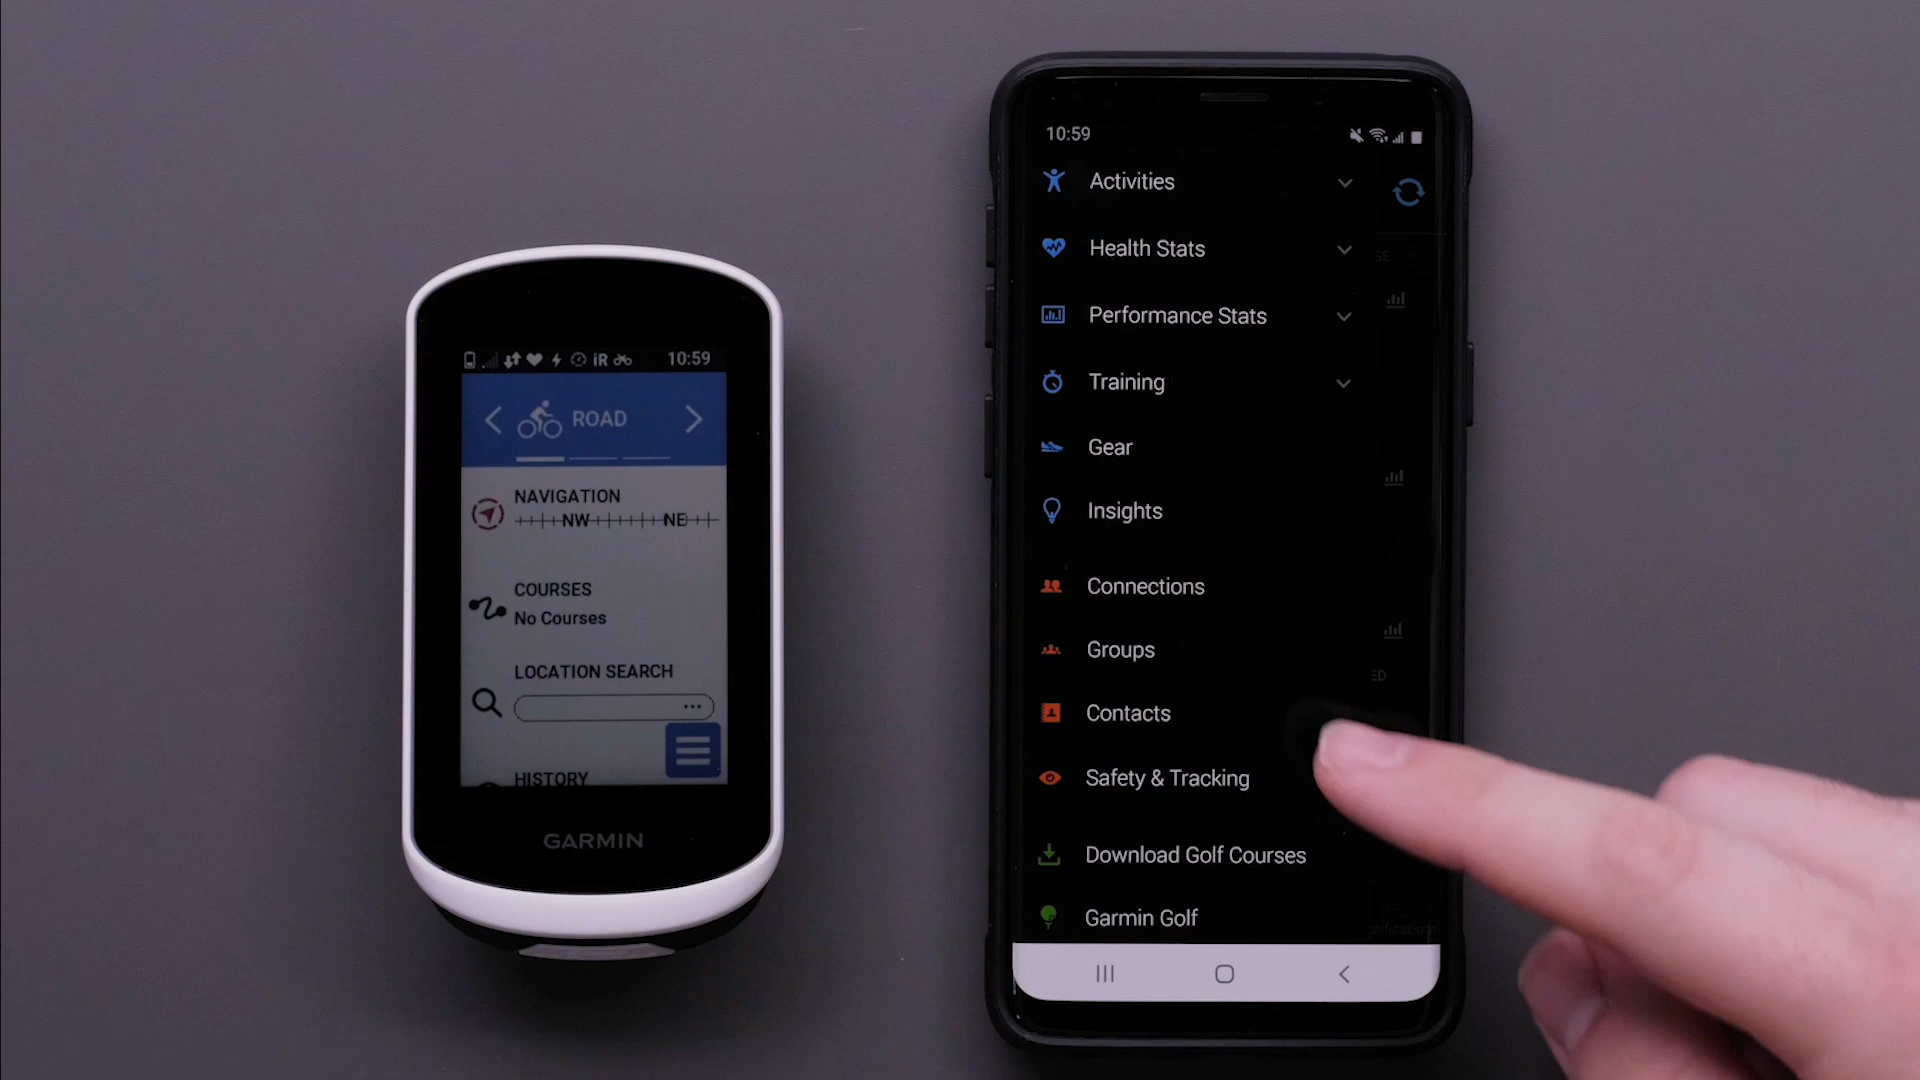 iR 10:59
ROAD
NAVIGATION
NW NE
COURSES
No Courses
LOCATION SEARCH
...
HISTORY
GARMIN
10:59
Activities
Health Stats
Performance Stats
Training
Gear
Insights
Connections
Groups
Contacts
Safety & Tracking
Download Golf Courses
Garmin Golf